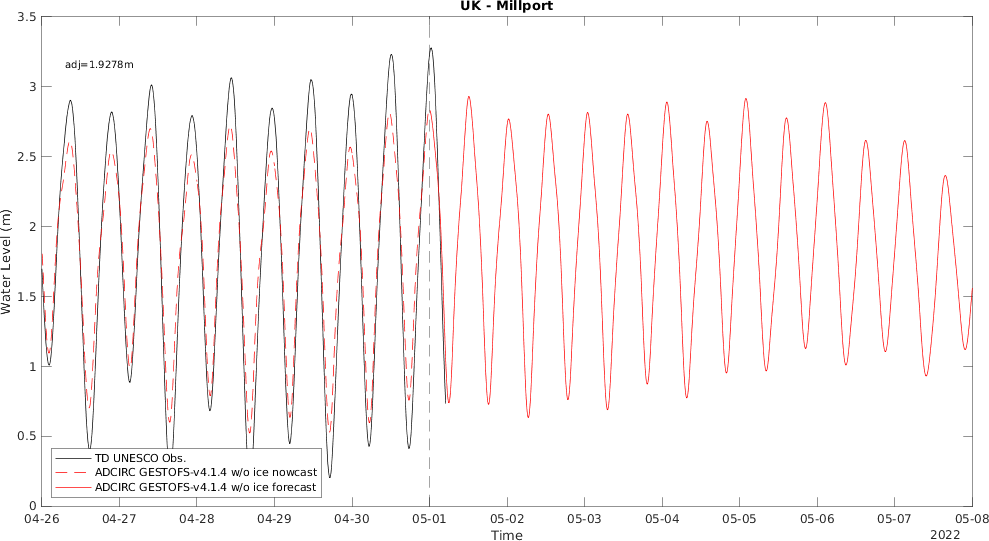 UK - Millport
adj=1.9278m
Water Level (m)
3.5
3
2.5
2
1.5
1
0.5
0
TD UNESCO Obs.
ADCIRC GESTOFS-v4.1.4 w/o ice nowcast
ADCIRC GESTOFS-v4.1.4 w/o ice forecast
04-26 04-27 04-28 04-29 04-30 05-01 05-02 05-03 05-04 05-05 05-06 05-07 05-08
Time
2022